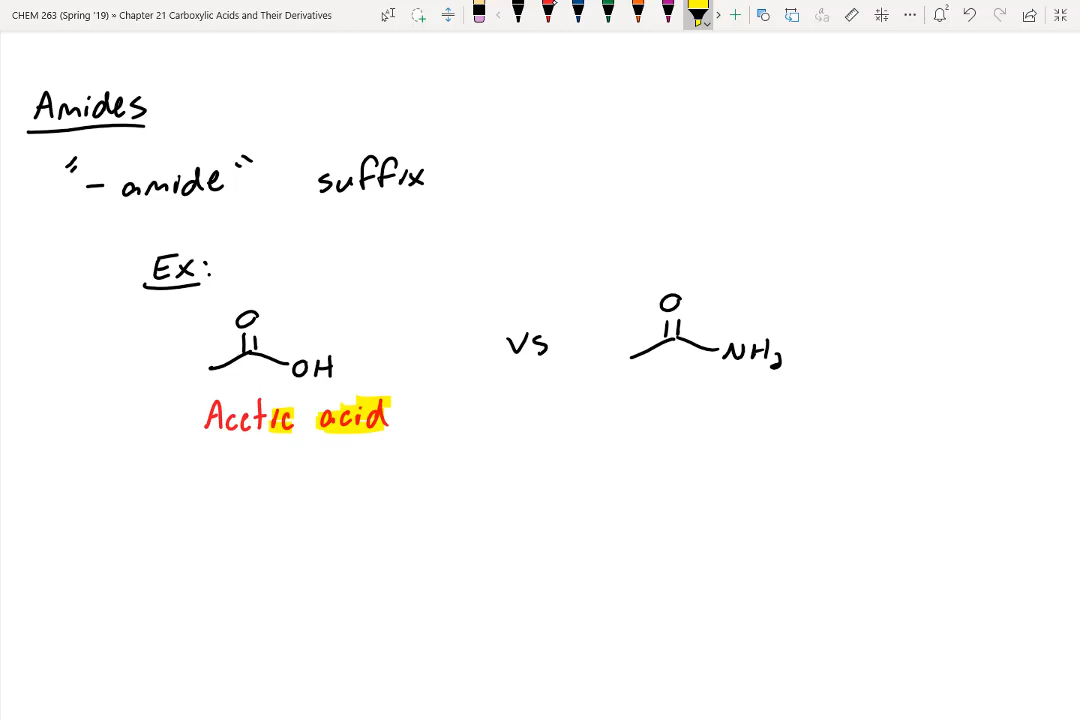 CHEM 263 (Spring '19) » Chapter 21 Carboxylic Acids and Their Derivatives
2
Amides
"- amide" suffix
Ex:
O O
OH vs NH2
Acetic acid